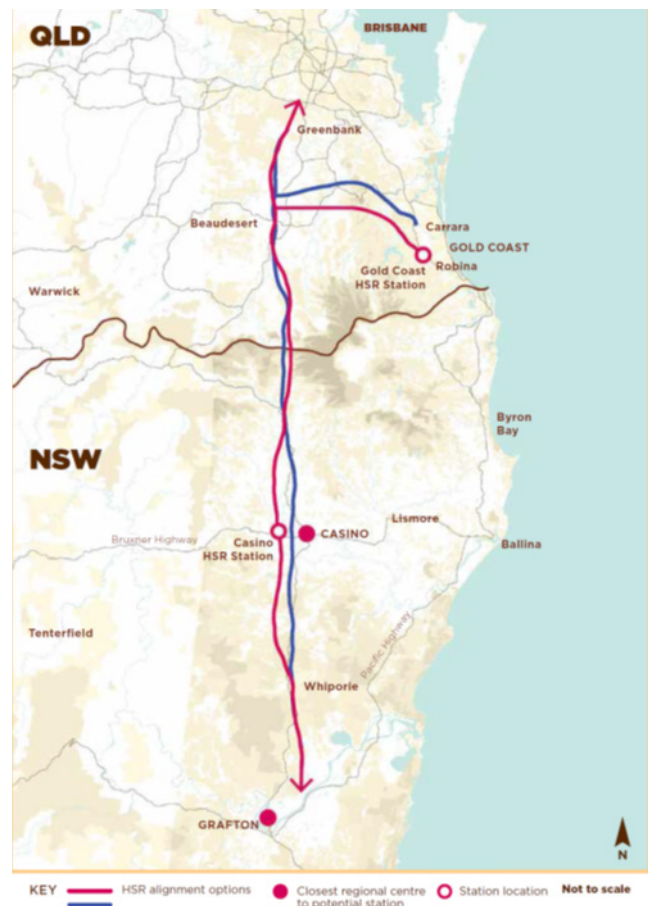 QLD
BRISBANE
Greenbank
Beaudesert
Carrara
GOLD COAST
Gold Coast
HSR Station
Robina
Warwick
Byron
Bay
NSW
Lismore
Bruxner Highway
Casino
HSR Station
CASINO
Ballina
Tenterfield
Pacific Highway
Whiporie
GRAFTON
N
KEY
HSR alignment options
Closest regional centre
to potential station
Station location
Not to scale